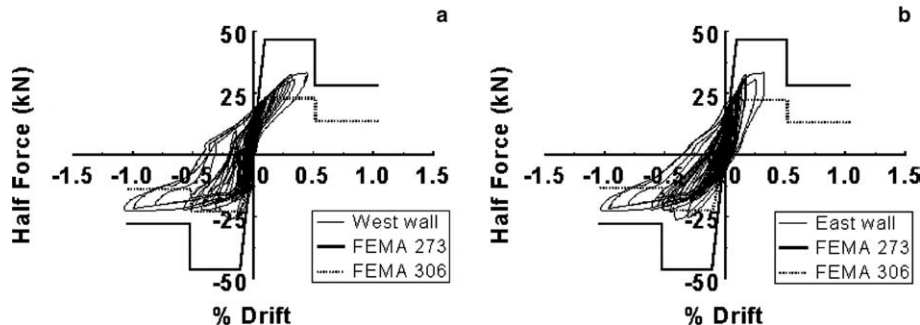 a
50
25
-1.5 -1.0 -0.5 0.0 0.5 1.0 1.5
-25
-50
Half Force (kN)
% Drift
West wall
FEMA 273
FEMA 306
b
50
25
-1.5 -1.0 -0.5 0.0 0.5 1.0 1.5
-25
-50
Half Force (kN)
% Drift
East wall
FEMA 273
FEMA 306